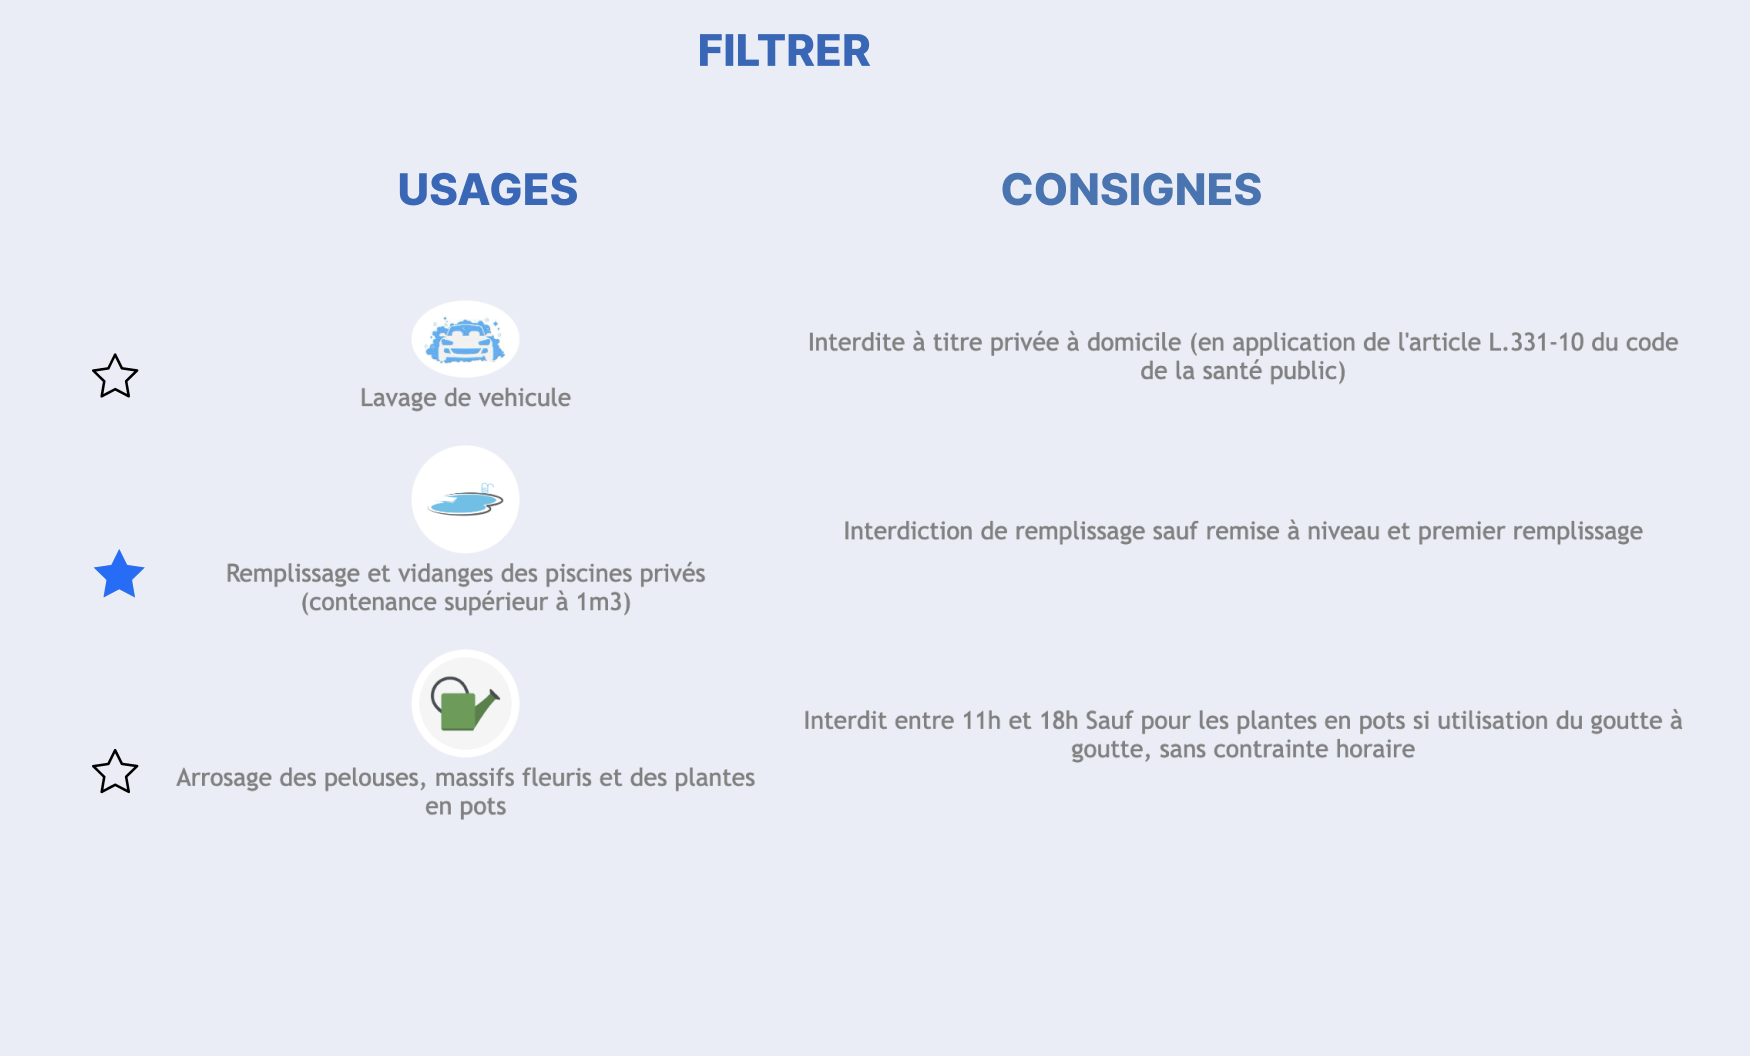 FILTRER
USAGES
CONSIGNES
Lavage de vehicule
Interdite à titre privée à domicile (en application de l'article L.331-10 du code
de la santé public)
Remplissage et vidanges des piscines privés
(contenance supérieur à 1m3)
Interdiction de remplissage sauf remise à niveau et premier remplissage
Arrosage des pelouses, massifs fleuris et des plantes
en pots
Interdit entre 11h et 18h Sauf pour les plantes en pots si utilisation du goutte à
goutte, sans contrainte horaire